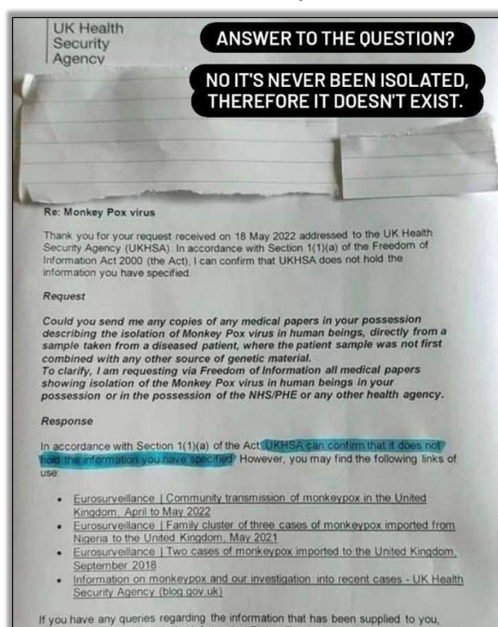 UK Health
Security
Agency
ANSWER TO THE QUESTION?
NO IT'S NEVER BEEN ISOLATED,
THEREFORE IT DOESN'T EXIST.
Re: Monkey Pox virus
Thank you for your request received on 18 May 2022 addressed to the UK Health
Security Agency (UKHSA). In accordance with Section 1(1)(a) of the Freedom of
Information Act 2000 (the Act), I can confirm that UKHSA does not hold the
information you have specified.
Request
Could you send me any copies of any medical papers in your possession
describing the isolation of Monkey Pox virus in human beings, directly from a
sample taken from a diseased patient, where the patient sample was not first
combined with any other source of genetic material.
To clarify, I am requesting via Freedom of Information all medical papers
showing isolation of the Monkey Pox virus in human beings in your
possession or in the possession of the NHS/PHE or any other health agency.
Response
In accordance with Section 1(1)(a) of the Act, UKHSA can confirm that it does not
hold the information you have specified. However, you may find the following links of
use:
• Eurosurveillance | Community transmission of monkeypox in the United
Kingdom, April to May 2022
• Eurosurveillance | Family cluster of three cases of monkeypox imported from
Nigeria to the United Kingdom, May 2021
• Eurosurveillance | Two cases of monkeypox imported to the United Kingdom,
September 2018
• Information on monkeypox and our investigation into recent cases - UK Health
Security Agency (blog.gov.uk)
If you have any queries regarding the information that has been supplied to you,